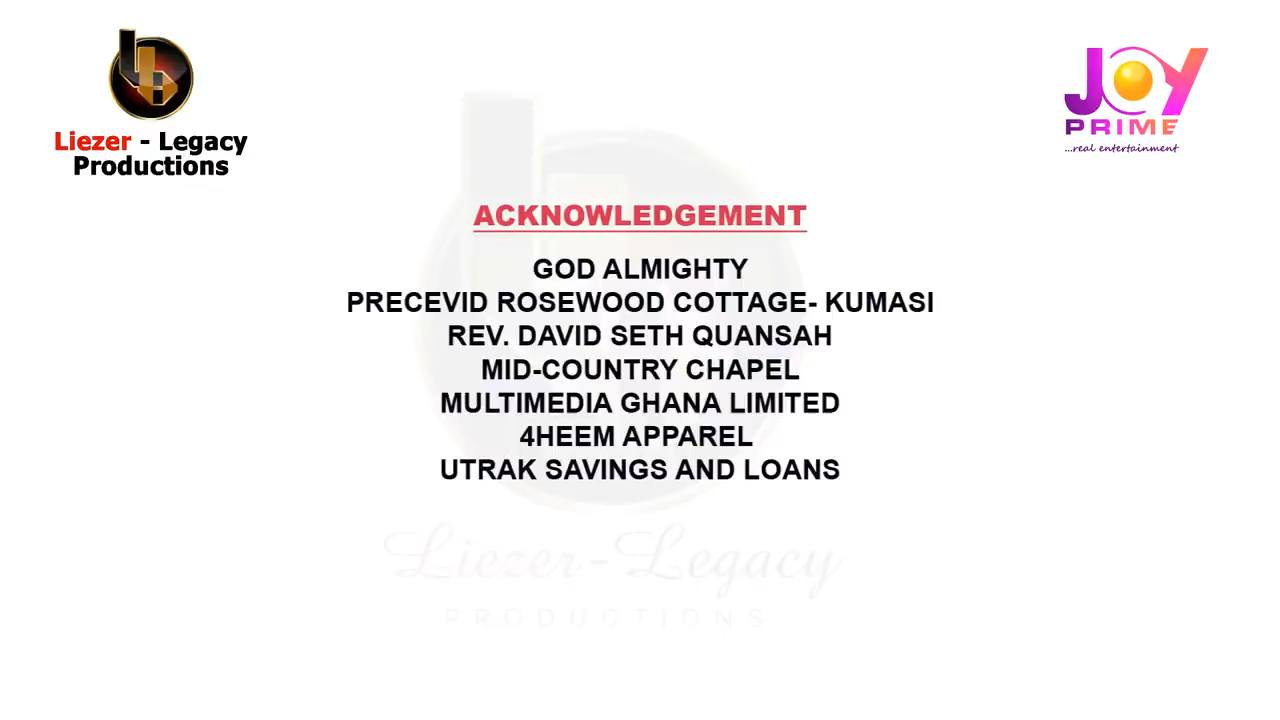 Liezer - Legacy
Productions
JOY
PRIME
...real entertainment
ACKNOWLEDGEMENT
GOD ALMIGHTY
PRECEVID ROSEWOOD COTTAGE- KUMASI
REV. DAVID SETH QUANSAH
MID-COUNTRY CHAPEL
MULTIMEDIA GHANA LIMITED
4HEEM APPAREL
UTRAK SAVINGS AND LOANS
Liezer-Legacy
PRODUCTIONS